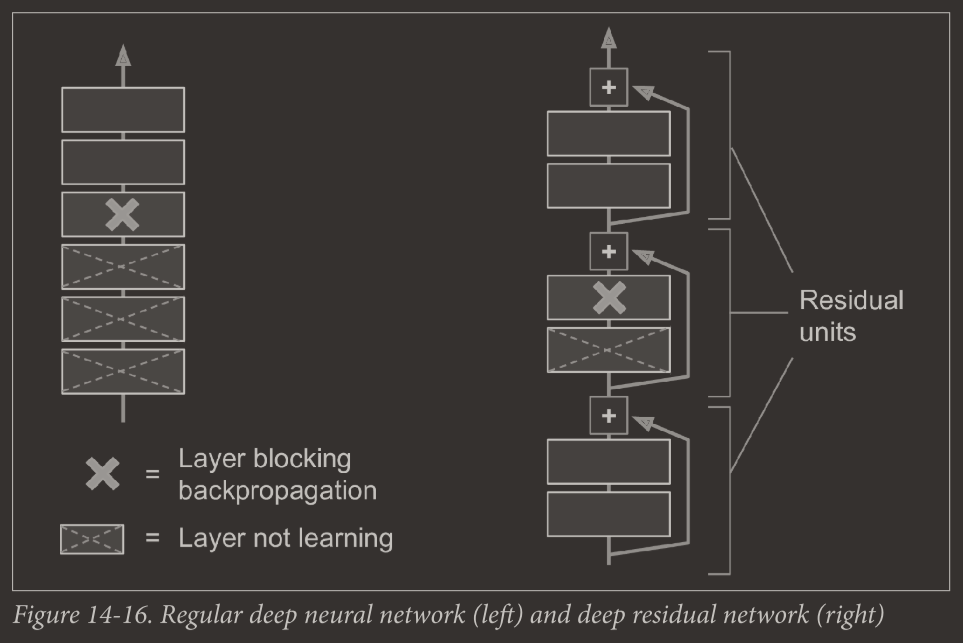 +
+
Residual
units
+
= Layer blocking
backpropagation
= Layer not learning
Figure 14-16. Regular deep neural network (left) and deep residual network (right)